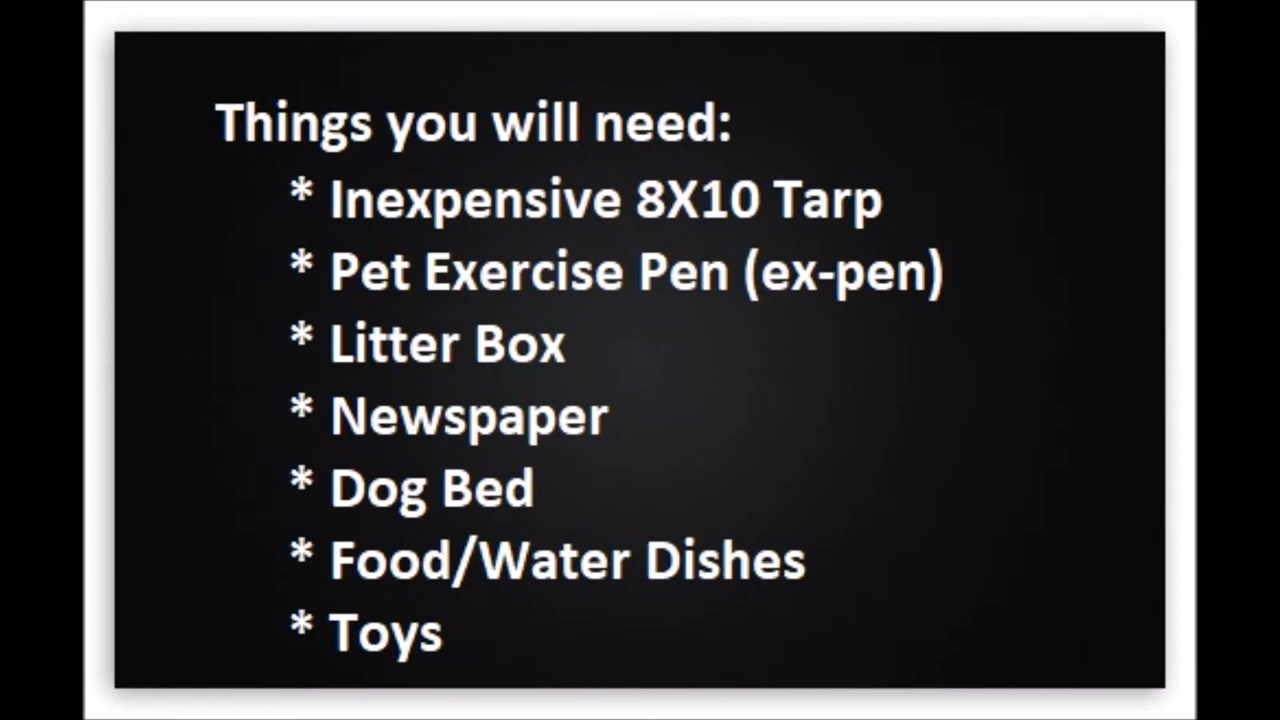 Things you will need:
* Inexpensive 8X10 Tarp
* Pet Exercise Pen (ex-pen)
* Litter Box
* Newspaper
* Dog Bed
* Food/Water Dishes
* Toys